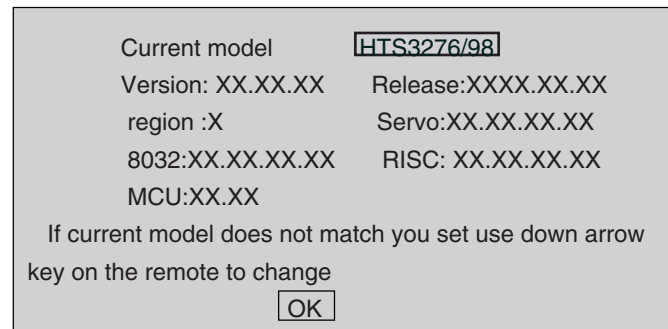 Current model HTS3276/98
Version: XX.XX.XX Release:XXXX.XX.XX
region :X Servo:XX.XX.XX.XX
8032:XX.XX.XX.XX RISC: XX.XX.XX.XX
MCU:XX.XX
If current model does not match you set use down arrow
key on the remote to change
OK